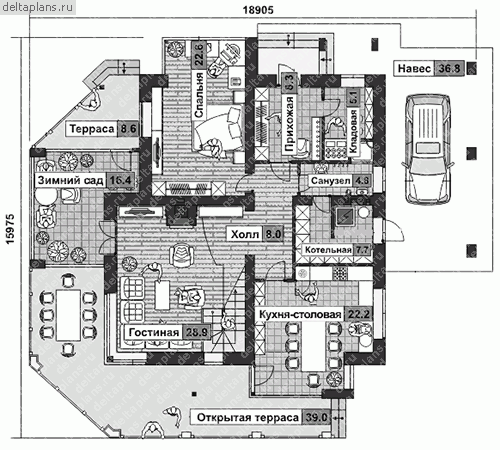 deltaplans.ru
18905
Навес 36.8
Спальня 22.6
Прихожая 8.3
Кладовая 5.1
Терраса 8.6
Зимний сад 16.4
Санузел 4.8
15975
Холл 8.0
Котельная 7.7
Гостиная 28.9
Кухня-столовая 22.2
Открытая терраса 39.0